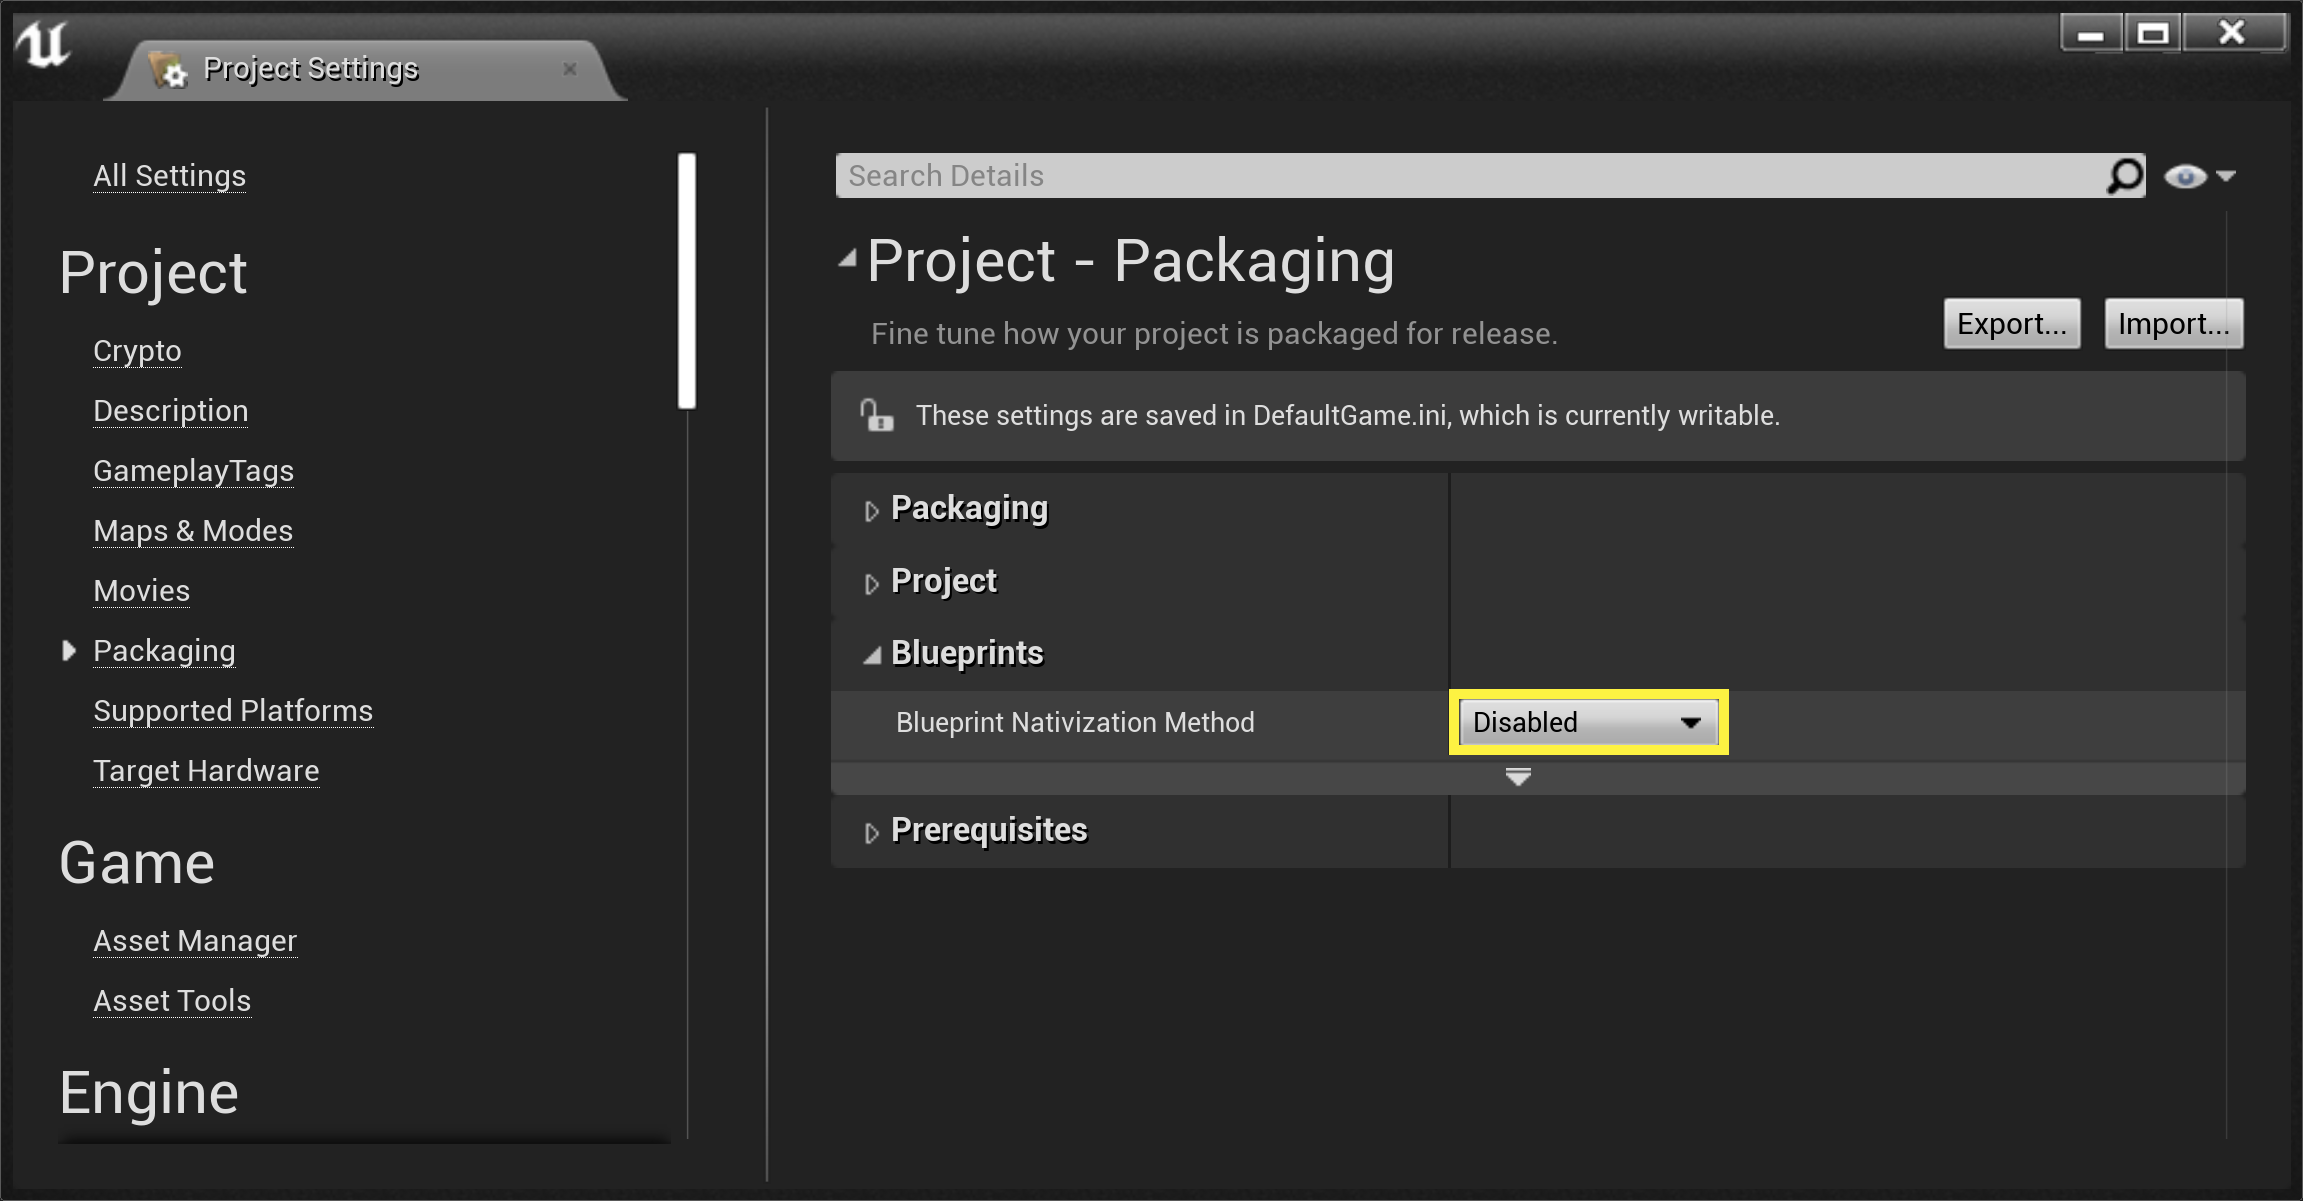 Project Settings
All Settings
Project
Crypto
Description
GameplayTags
Maps & Modes
Movies
Packaging
Supported Platforms
Target Hardware
Game
Asset Manager
Asset Tools
Engine
Search Details
Project - Packaging
Fine tune how your project is packaged for release.
Export...
Import...
These settings are saved in DefaultGame.ini, which is currently writable.
Packaging
Project
Blueprints
Blueprint Nativization Method
Disabled
Prerequisites